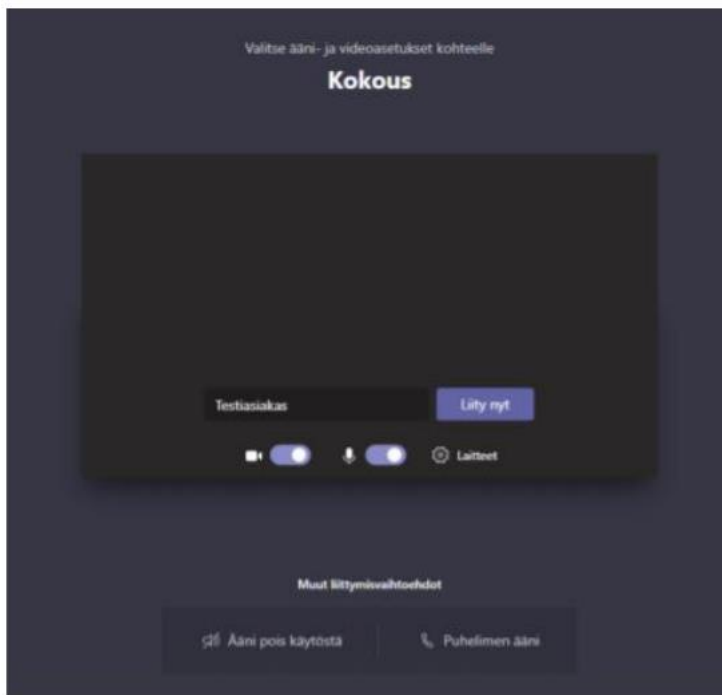 Valitse ääni- ja videoasetukset kohteelle
Kokous
Testiasiakas
Liity nyt
Laitteet
Muut liittymisvaihtoehdot
Ääni pois käytöstä
Puhelimen ääni